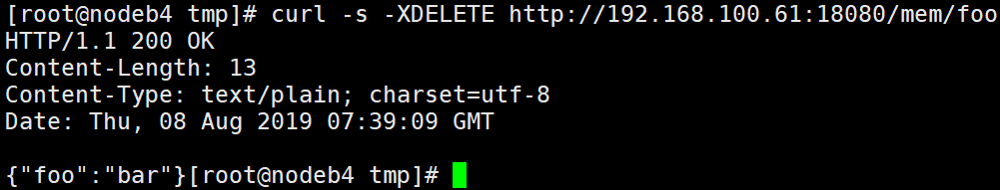 [root@nodeb4 tmp]# curl -s -XDELETE http://192.168.100.61:18080/mem/foo
HTTP/1.1 200 OK
Content-Length: 13
Content-Type: text/plain; charset=utf-8
Date: Thu, 08 Aug 2019 07:39:09 GMT

{"foo":"bar"}[root@nodeb4 tmp]#